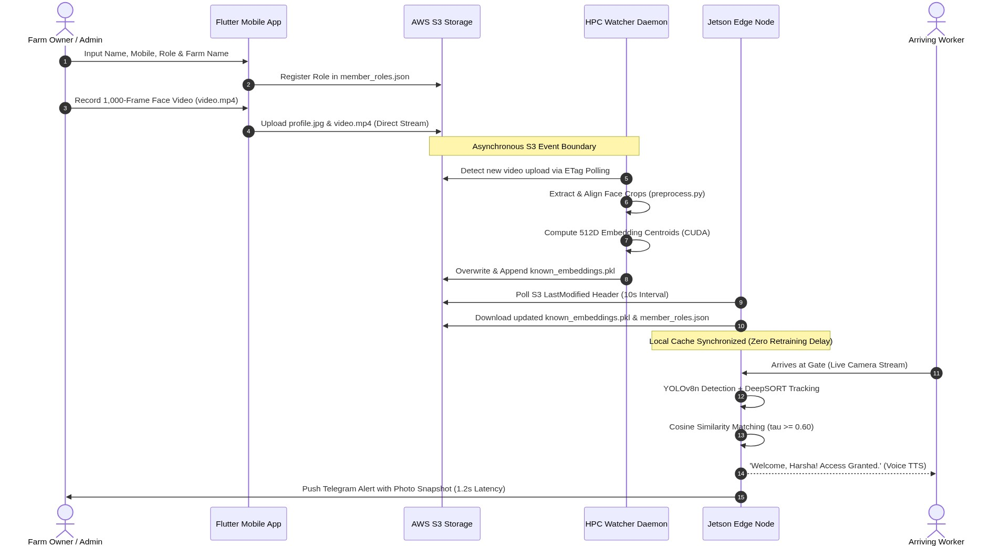 Farm Owner / Admin
Flutter Mobile App
AWS S3 Storage
HPC Watcher Daemon
Jetson Edge Node
Arriving Worker
1
Input Name, Mobile, Role & Farm Name
2
Register Role in member_roles.json
3
Record 1,000-Frame Face Video (video.mp4)
4
Upload profile.jpg & video.mp4 (Direct Stream)
Asynchronous S3 Event Boundary
Detect new video upload via ETag Polling
5
Extract & Align Face Crops (preprocess.py)
6
Compute 512D Embedding Centroids (CUDA)
7
Overwrite & Append known_embeddings.pkl
8
Poll S3 LastModified Header (10s Interval)
9
Download updated known_embeddings.pkl & member_roles.json
10
Local Cache Synchronized (Zero Retraining Delay)
Arrives at Gate (Live Camera Stream)
11
YOLOv8n Detection + DeepSORT Tracking
12
Cosine Similarity Matching (tau >= 0.60)
13
'Welcome, Harsha! Access Granted.' (Voice TTS)
14
Push Telegram Alert with Photo Snapshot (1.2s Latency)
15
Farm Owner / Admin
Flutter Mobile App
AWS S3 Storage
HPC Watcher Daemon
Jetson Edge Node
Arriving Worker